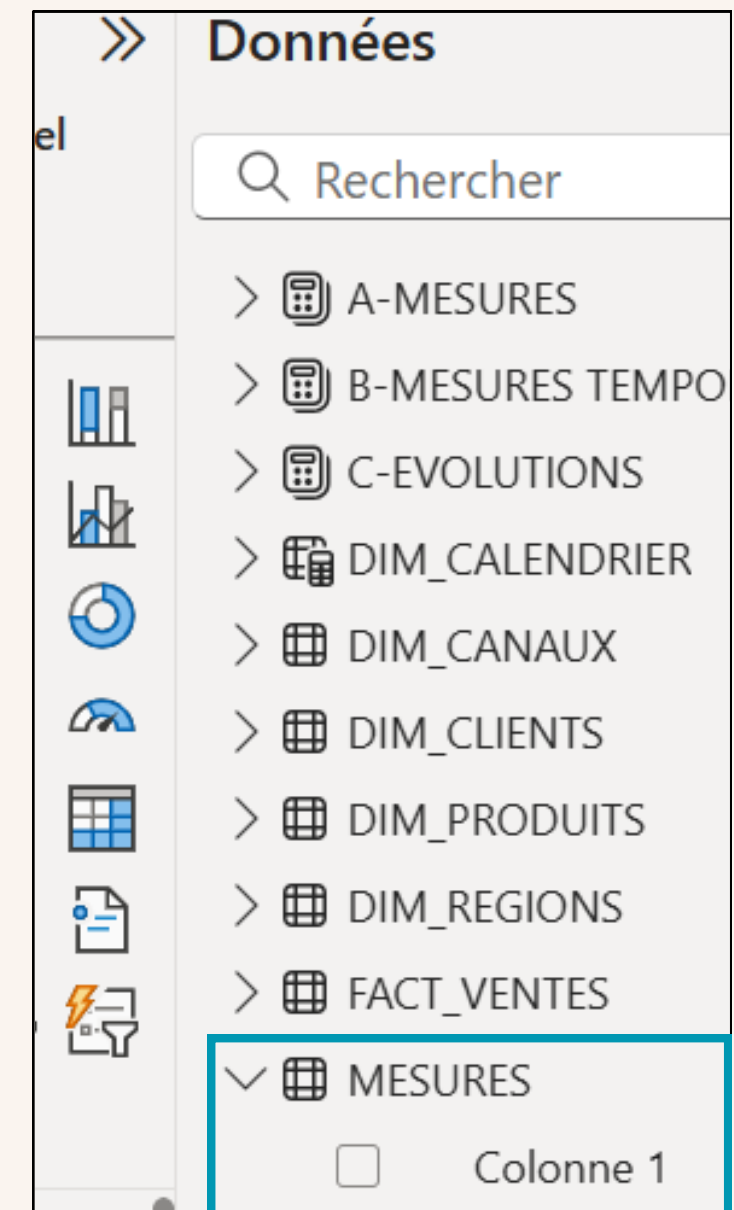 Données
el
Rechercher
A-MESURES
B-MESURES TEMPO
C-EVOLUTIONS
DIM_CALENDRIER
DIM_CANAUX
DIM_CLIENTS
DIM_PRODUITS
DIM_REGIONS
FACT_VENTES
MESURES
Colonne 1